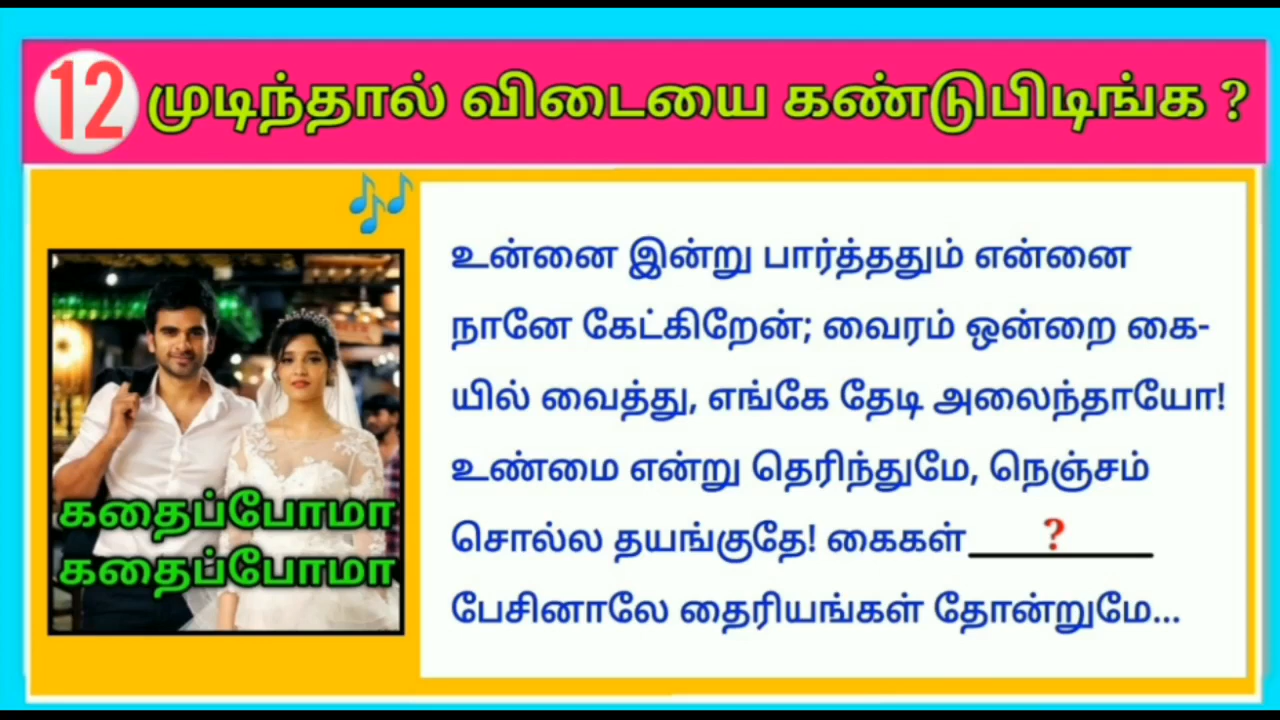 12 முடிந்தால் விடையை கண்டுபிடிங்க ?
கதைப்போமா
கதைப்போமா
உன்னை இன்று பார்த்ததும் என்னை
நானே கேட்கிறேன்; வைரம் ஒன்றை கை-
யில் வைத்து, எங்கே தேடி அலைந்தாயோ!
உண்மை என்று தெரிந்துமே, நெஞ்சம்
சொல்ல தயங்குதே! கைகள் ?
பேசினாலே தைரியங்கள் தோன்றுமே...